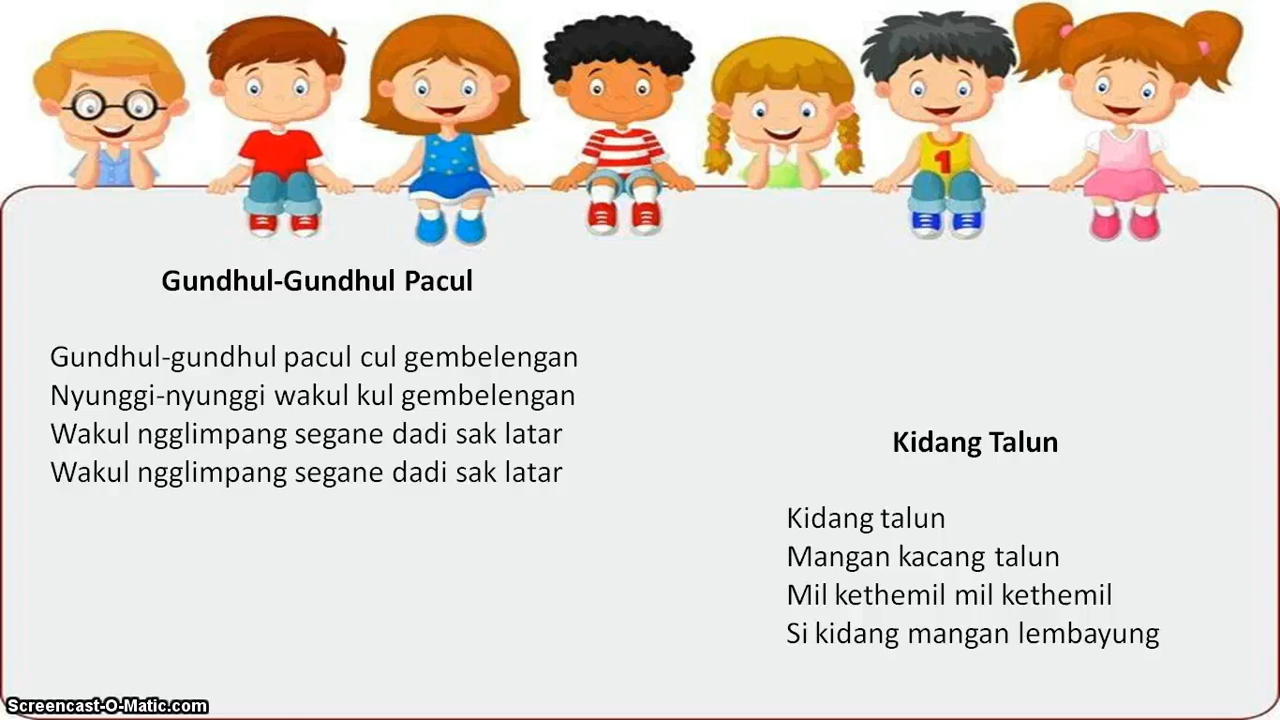 1
Gundhul-Gundhul Pacul
Gundhul-gundhul pacul cul gembelengan
Nyunggi-nyunggi wakul kul gembelengan
Wakul ngglimpang segane dadi sak latar
Wakul ngglimpang segane dadi sak latar
Kidang Talun
Kidang talun
Mangan kacang talun
Mil kethemil mil kethemil
Si kidang mangan lembayung
Screencast-O-Matic.com